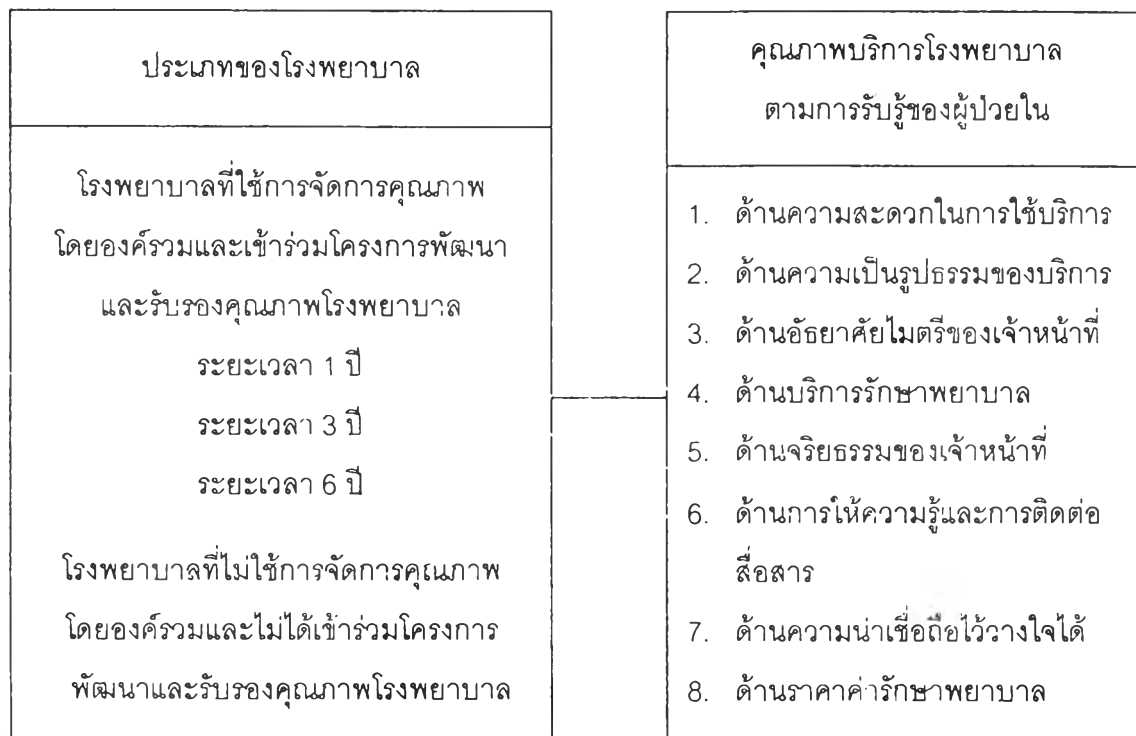 ประเภทของโรงพยาบาล
โรงพยาบาลที่ใช้การจัดการคุณภาพ
โดยองค์รวมและเข้าร่วมโครงการพัฒนา
และรับรองคุณภาพโรงพยาบาล
ระยะเวลา 1 ปี
ระยะเวลา 3 ปี
ระยะเวลา 6 ปี
โรงพยาบาลที่ไม่ใช้การจัดการคุณภาพ
โดยองค์รวมและไม่ได้เข้าร่วมโครงการ
พัฒนาและรับรองคุณภาพโรงพยาบาล
คุณภาพบริการโรงพยาบาล
ตามการรับรู้ของผู้ป่วยใน
1. ด้านความสะดวกในการใช้บริการ
2. ด้านความเป็นรูปธรรมของบริการ
3. ด้านอัธยาศัยไมตรีของเจ้าหน้าที่
4. ด้านบริการรักษาพยาบาล
5. ด้านจริยธรรมของเจ้าหน้าที่
6. ด้านการให้ความรู้และการติดต่อ
สื่อสาร
7. ด้านความน่าเชื่อถือไว้วางใจได้
8. ด้านราคาค่ารักษาพยาบาล